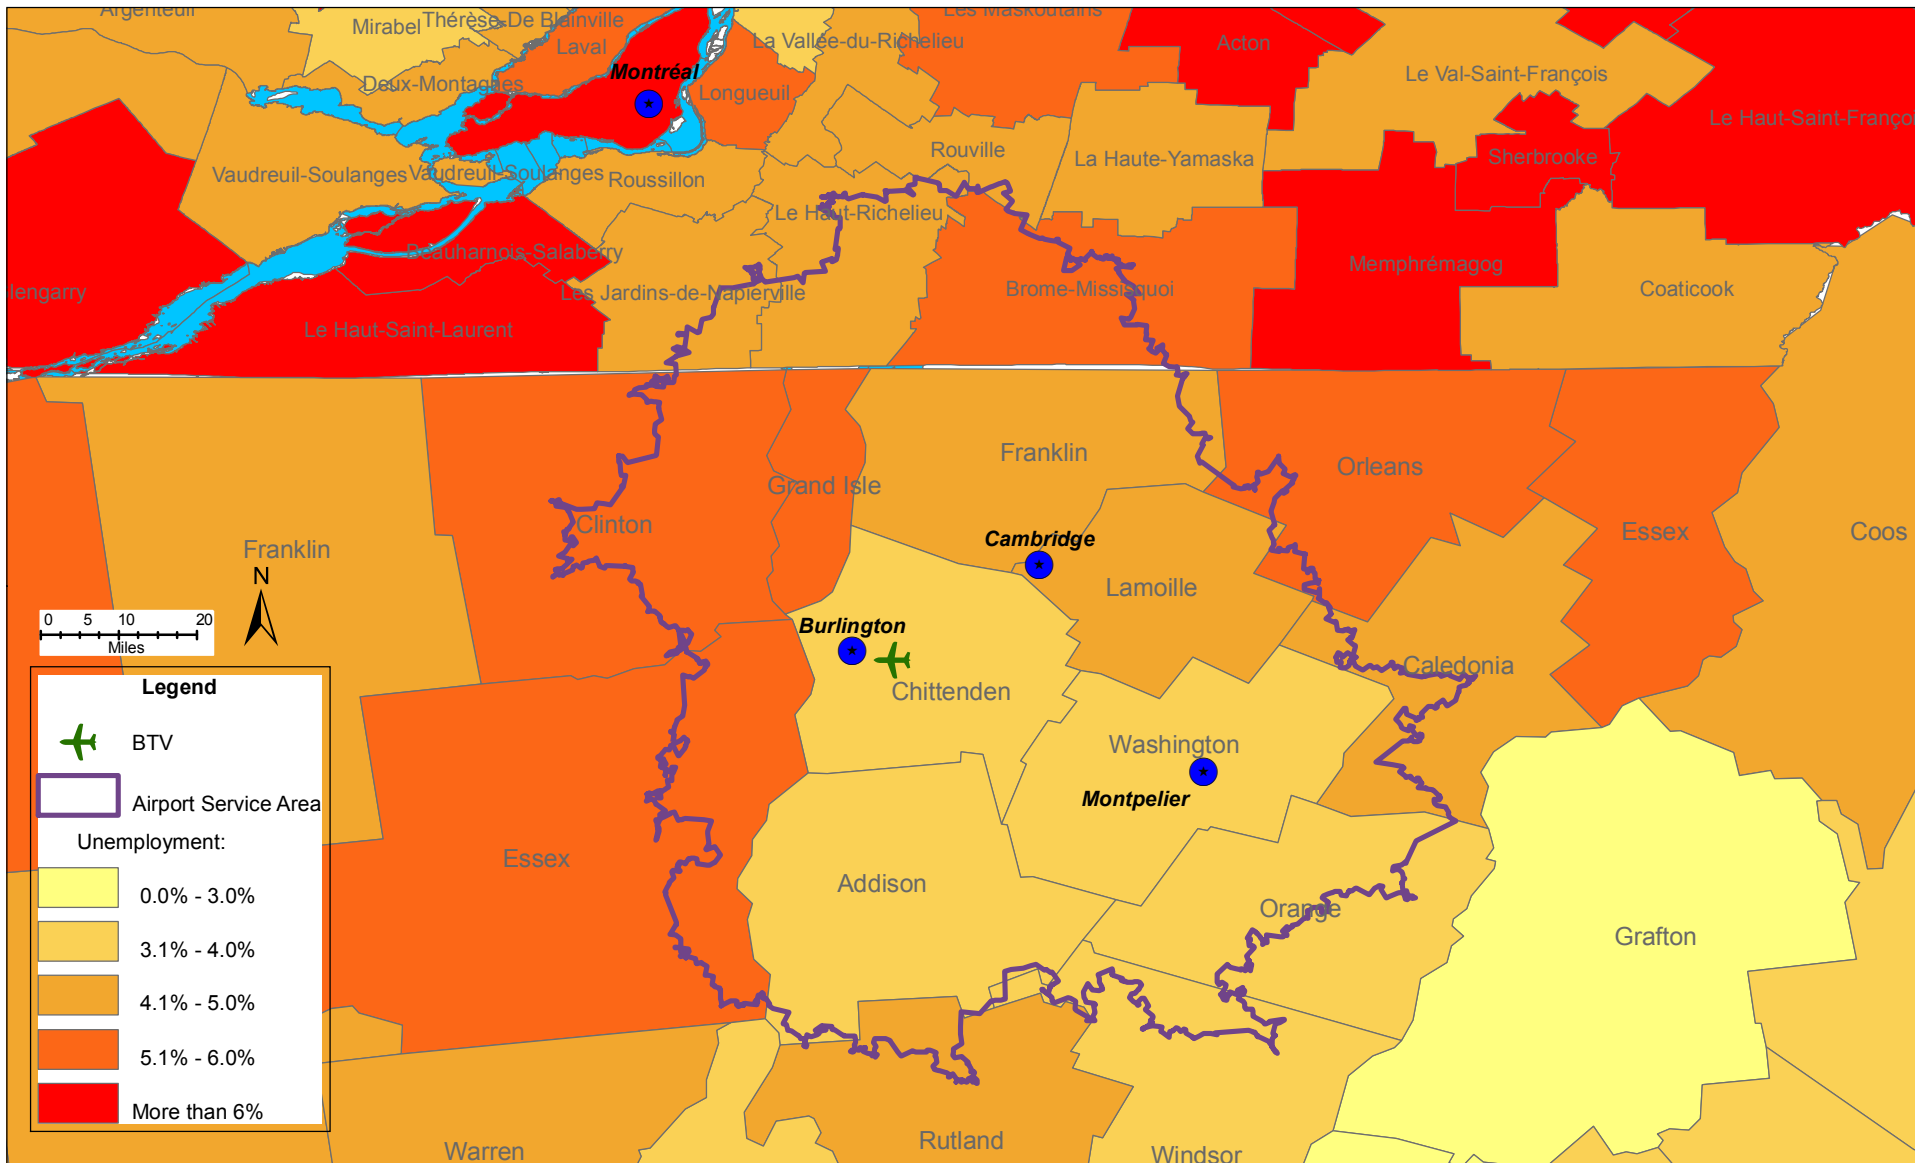 Argenteuil
Mirabel
Thérèse-De Blainville
Laval
Deux-Montagnes
Montréal
Longueuil
La Vallée-du-Richelieu
Les Maskoutains
Acton
Le Val-Saint-François
Le Haut-Saint-Franço
Sherbrooke
Rouville
La Haute-Yamaska
Vaudreuil-Soulanges
Vaudreuil-Soulanges
Roussillon
Le Haut-Richelieu
Beauharnois-Salaberry
lengarry
Les Jardins-de-Napierville
Le Haut-Saint-Laurent
Brome-Missisquoi
Memphrémagog
Coaticook
Franklin
Clinton
Grand Isle
Franklin
Orleans
Essex
Coos
Cambridge
Lamoille
Burlington
Chittenden
Caledonia
Washington
Montpelier
Essex
Addison
Orange
Grafton
Warren
Rutland
Windsor
N
0 5 10 20
Miles
Legend
BTV
Airport Service Area
Unemployment:
0.0% - 3.0%
3.1% - 4.0%
4.1% - 5.0%
5.1% - 6.0%
More than 6%